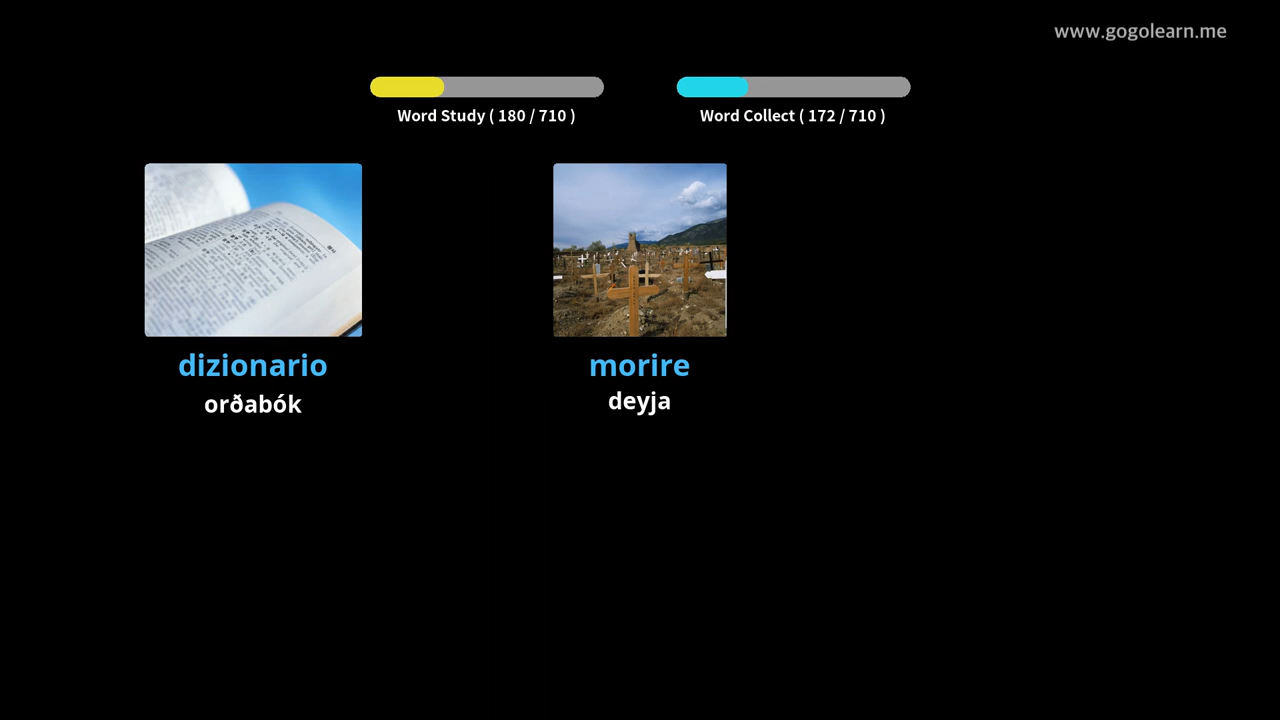 www.gogolearn.me
Word Study ( 180 / 710 )
Word Collect ( 172 / 710 )
dizionario
orðabók
morire
deyja